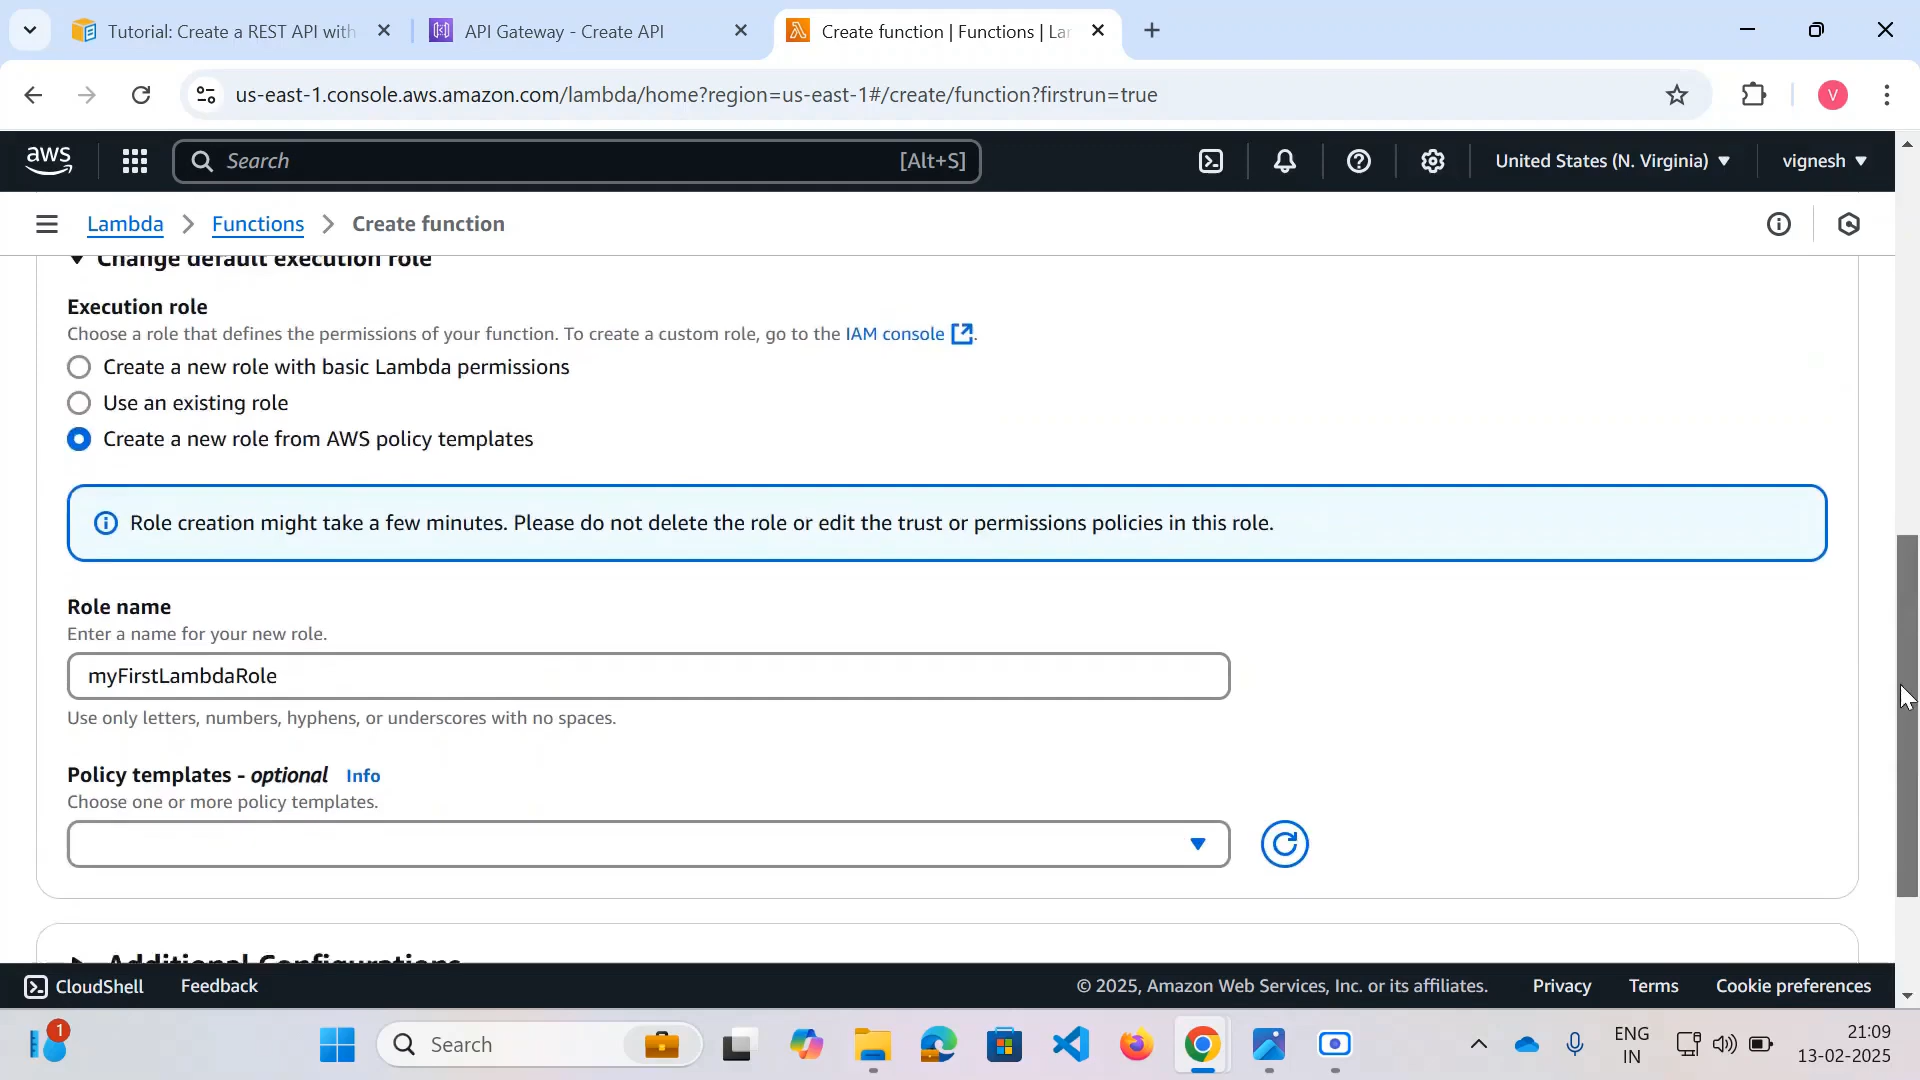 Tutorial: Create a REST API with
API Gateway - Create API
Create function | Functions | La
us-east-1.console.aws.amazon.com/lambda/home?region=us-east-1#/create/function?firstrun=true
V
aws
Search
[Alt+S]
United States (N. Virginia)
vignesh
Lambda
Functions
Create function
Change default execution role
Execution role
Choose a role that defines the permissions of your function. To create a custom role, go to the IAM console.
Create a new role with basic Lambda permissions
Use an existing role
Create a new role from AWS policy templates
Role creation might take a few minutes. Please do not delete the role or edit the trust or permissions policies in this role.
Role name
Enter a name for your new role.
myFirstLambdaRole
Use only letters, numbers, hyphens, or underscores with no spaces.
Policy templates - optional Info
Choose one or more policy templates.
Additional Configurations
CloudShell
Feedback
© 2025, Amazon Web Services, Inc. or its affiliates.
Privacy
Terms
Cookie preferences
1
Search
ENG
IN
21:09
13-02-2025